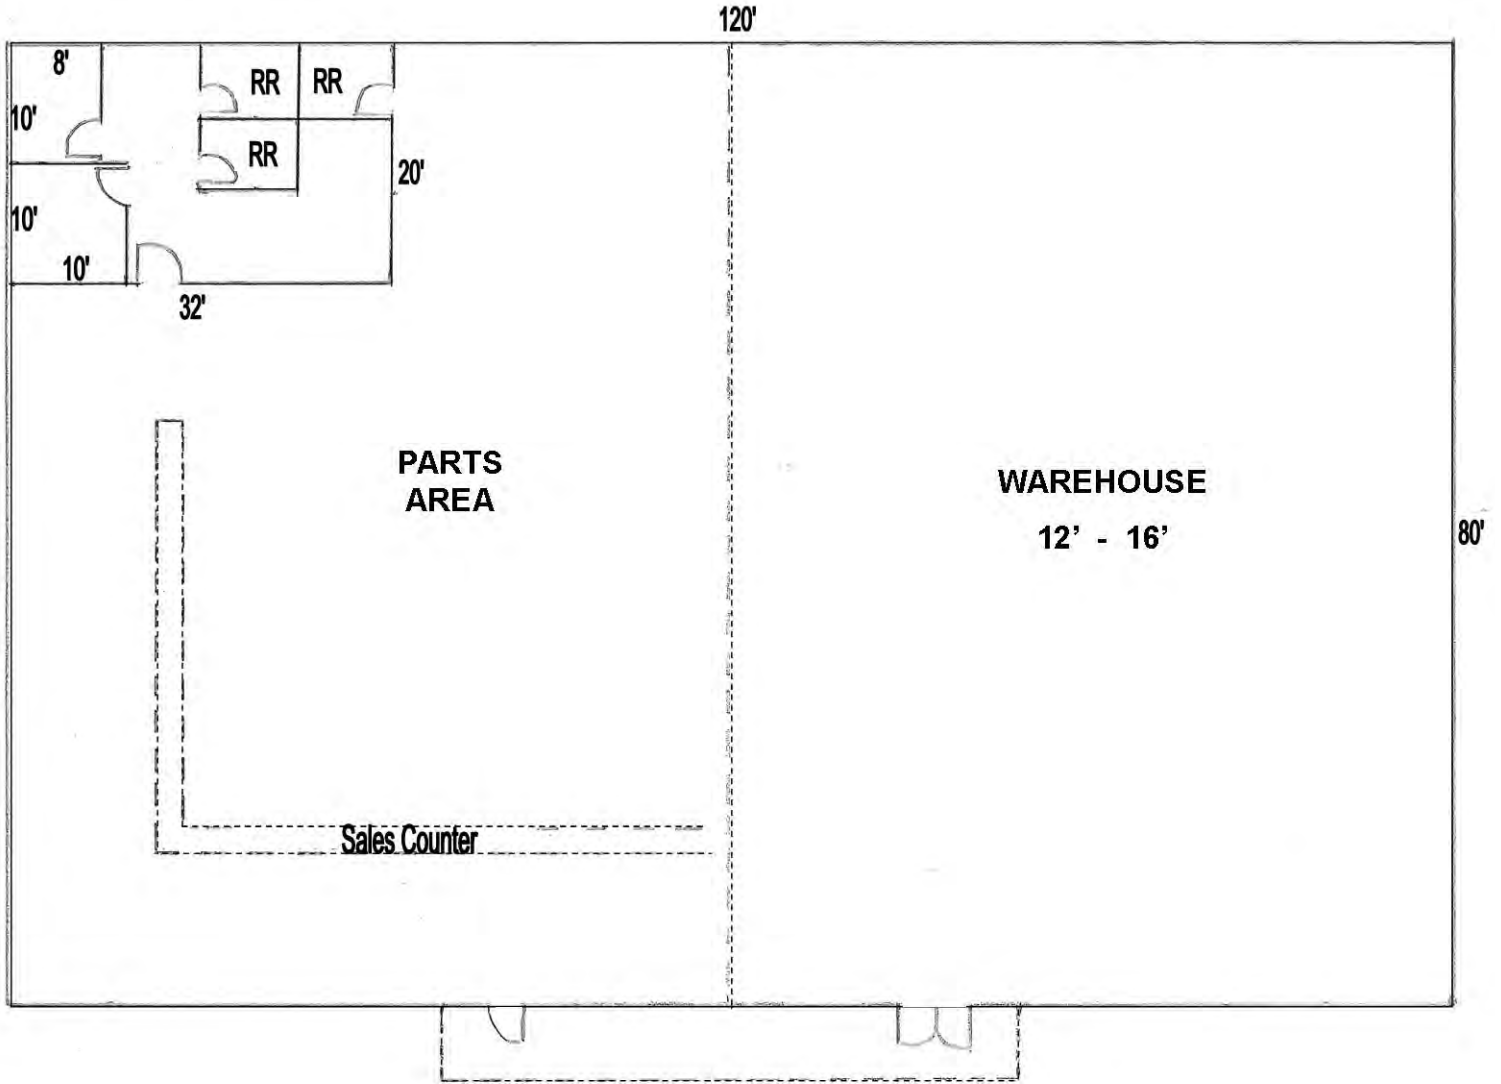 120'
8'
RR
RR
10'
RR
20'
10'
10'
32'
PARTS
AREA
WAREHOUSE
12’ - 16’
80'
Sales Counter